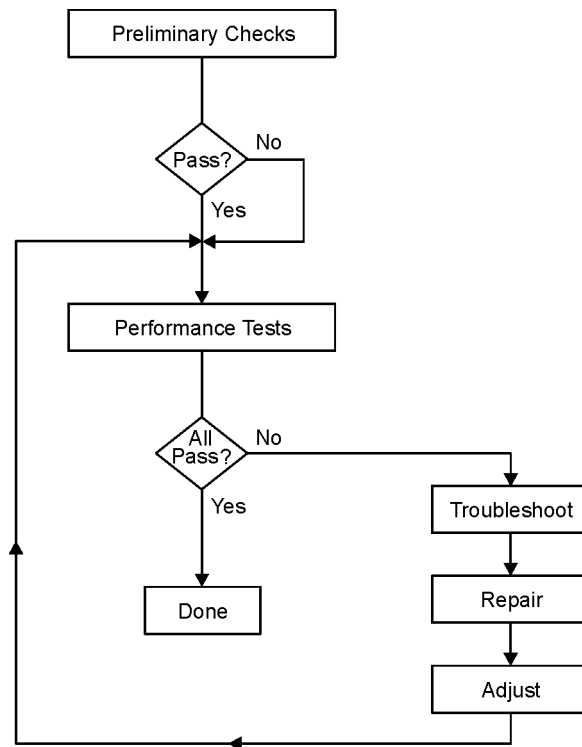 Preliminary Checks
Pass?
No
Yes
Performance Tests
All
Pass?
No
Yes
Troubleshoot
Done
Repair
Adjust